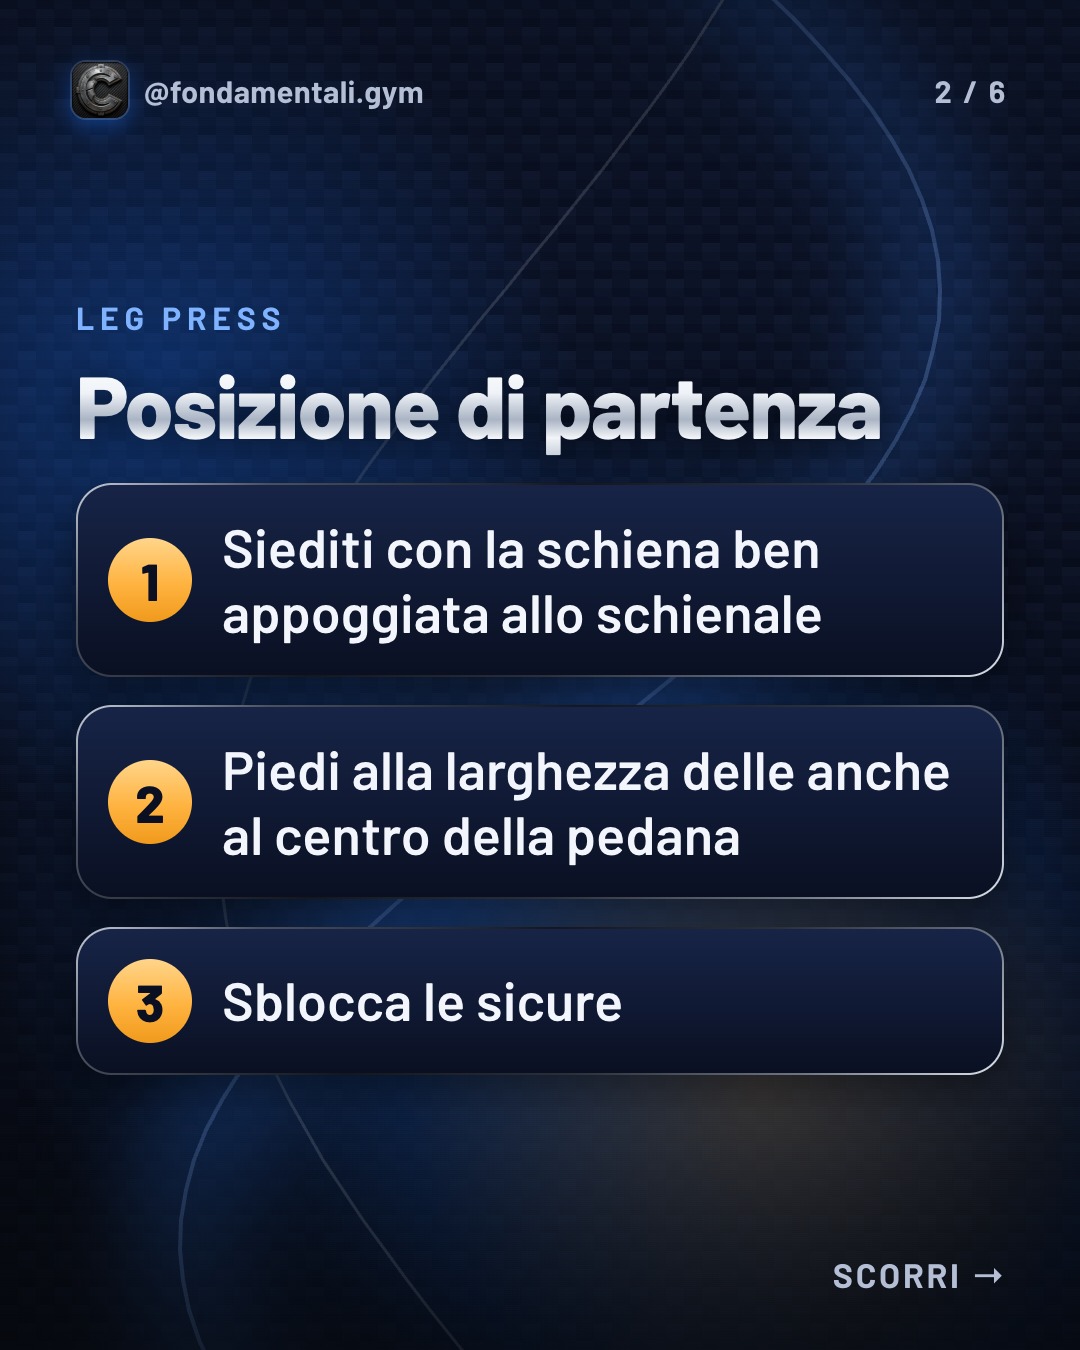 @fondamentali.gym
2 / 6
LEG PRESS
Posizione di partenza
1
Siediti con la schiena ben
appoggiata allo schienale
2
Piedi alla larghezza delle anche
al centro della pedana
3
Sblocca le sicure
SCORRI →